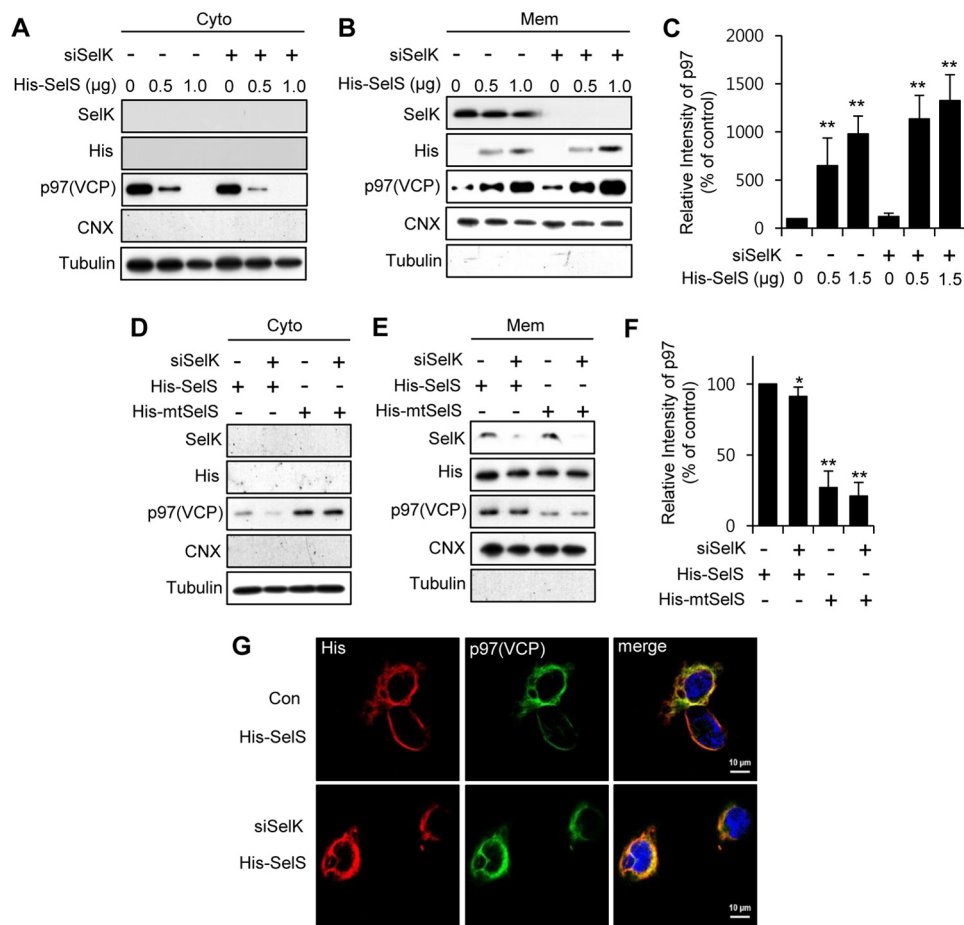 A
Cyto
siSelK - - - + + +
His-SelS (µg) 0 0.5 1.0 0 0.5 1.0
SelK
His
p97(VCP)
CNX
Tubulin
B
Mem
siSelK - - - + + +
His-SelS (µg) 0 0.5 1.0 0 0.5 1.0
SelK
His
p97(VCP)
CNX
Tubulin
C
Relative Intensity of p97
(% of control)
2000
1500
1000
500
0
** ** ** **
siSelK - - - + + +
His-SelS (µg) 0 0.5 1.5 0 0.5 1.5
D
Cyto
siSelK - + - +
His-SelS + + - -
His-mtSelS - - + +
SelK
His
p97(VCP)
CNX
Tubulin
E
Mem
siSelK - + - +
His-SelS + + - -
His-mtSelS - - + +
SelK
His
p97(VCP)
CNX
Tubulin
F
Relative Intensity of p97
(% of control)
100
50
0
* ** **
siSelK - + - +
His-SelS + + - -
His-mtSelS - - + +
G
His p97(VCP) merge
Con
His-SelS
10 µm
siSelK
His-SelS
10 µm